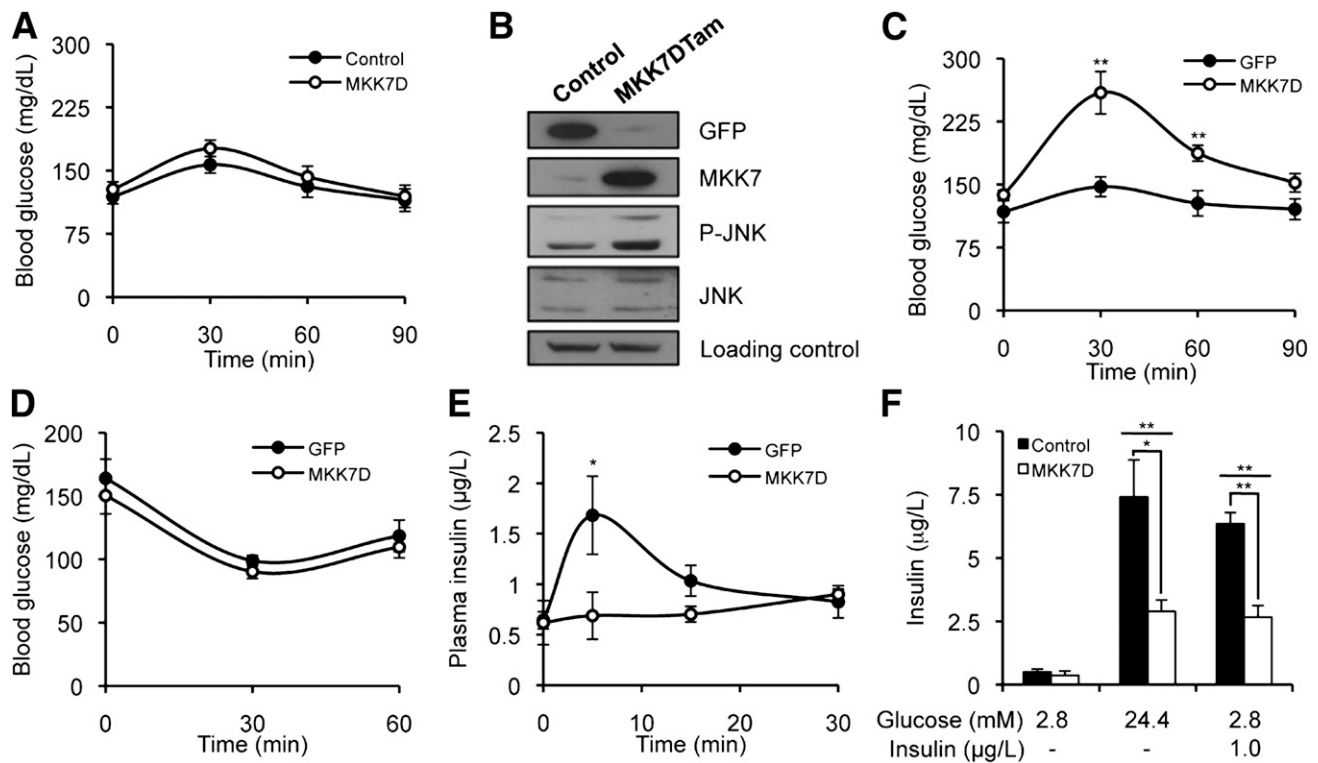 A
Blood glucose (mg/dL)
300
225
150
75
0
0 30 60 90
Time (min)
Control
MKK7D
B
Control
MKK7DTam
GFP
MKK7
P-JNK
JNK
Loading control
C
Blood glucose (mg/dL)
300
225
150
75
0
0 30 60 90
Time (min)
GFP
MKK7D
**
**
D
Blood glucose (mg/dL)
200
150
100
50
0
0 30 60
Time (min)
GFP
MKK7D
E
Plasma insulin (µg/L)
2.5
2
1.5
1
0.5
0
0 10 20 30
Time (min)
GFP
MKK7D
*
F
Insulin (µg/L)
10
7.5
5
2.5
0
Control
MKK7D
**
*
**
**
Glucose (mM) 2.8 24.4 2.8
Insulin (µg/L) - - 1.0